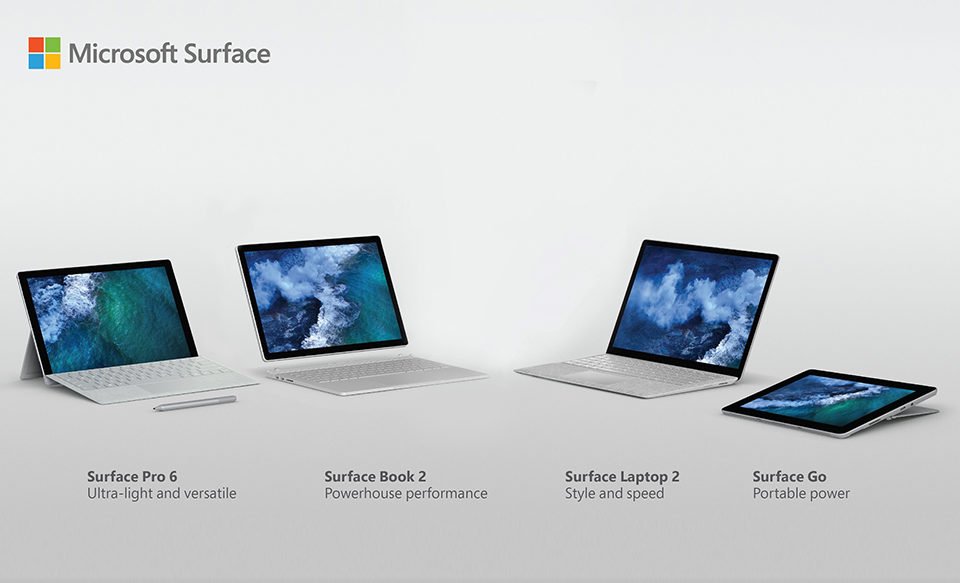 Microsoft Surface
Surface Pro 6
Ultra-light and versatile
Surface Book 2
Powerhouse performance
Surface Laptop 2
Style and speed
Surface Go
Portable power